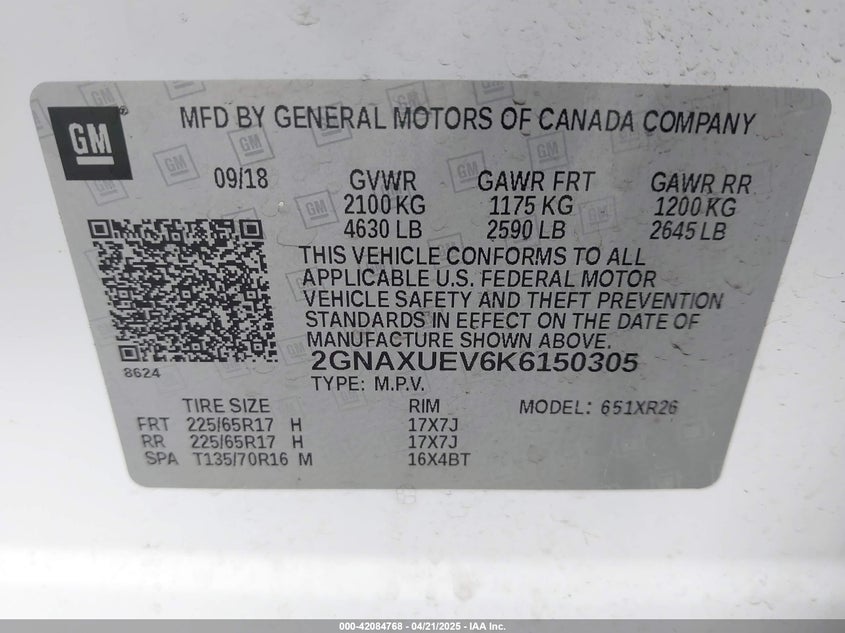 GM
MFD BY GENERAL MOTORS OF CANADA COMPANY
09/18 GVWR GAWR FRT GAWR RR
2100 KG 1175 KG 1200 KG
4630 LB 2590 LB 2645 LB
THIS VEHICLE CONFORMS TO ALL
APPLICABLE U.S. FEDERAL MOTOR
VEHICLE SAFETY AND THEFT PREVENTION
STANDARDS IN EFFECT ON THE DATE OF
MANUFACTURE SHOWN ABOVE.
8624
2GNAXUEV6K6150305
TYPE: M.P.V.
TIRE SIZE RIM MODEL: 651XR26
FRT 225/65R17 H 17X7J
RR 225/65R17 H 17X7J
SPA T135/70R16 M 16X4BT
000-42084768 - 04/21/2025 - IAA Inc.